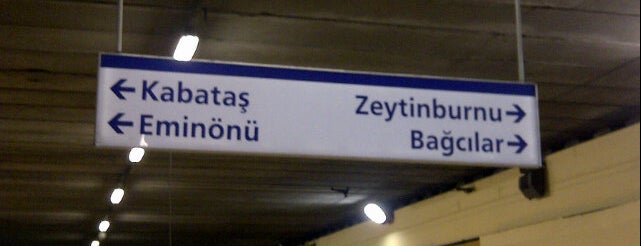 ← Kabataş
← Eminönü
Zeytinburnu →
Bağcılar →